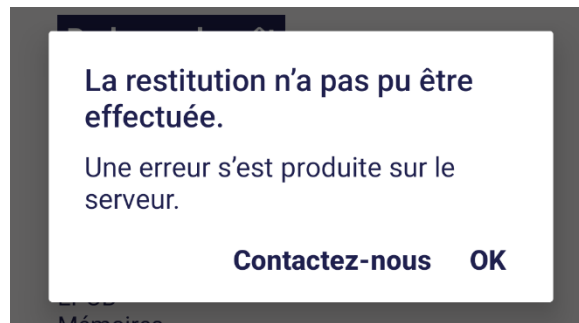 La restitution n’a pas pu être
effectuée.
Une erreur s’est produite sur le
serveur.
Contactez-nous
OK